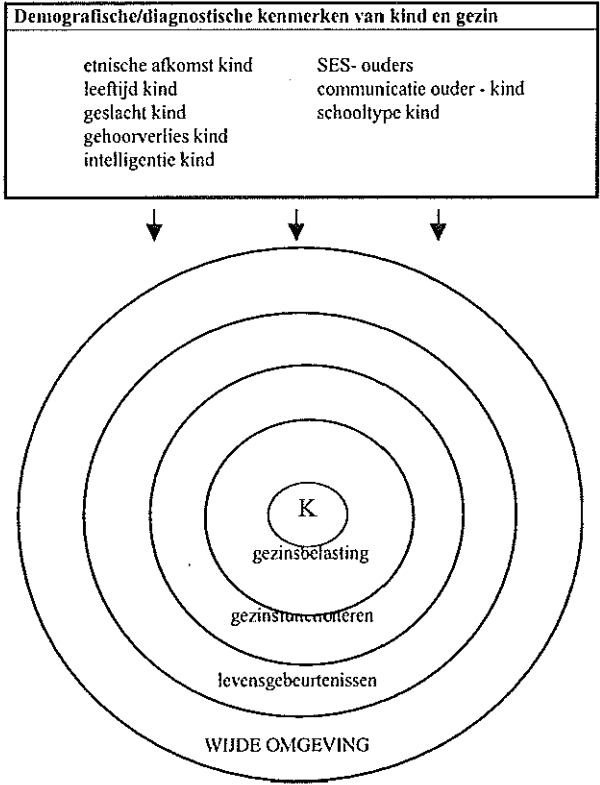 Demografische/diagnostische kenmerken van kind en gezin
etnische afkomst kind
leeftijd kind
geslacht kind
gehoorverlies kind
intelligentie kind
SES- ouders
communicatie ouder - kind
schooltype kind
K
gezinsbelasting
gezinsfunctioneren
levensgebeurtenissen
WIJDE OMGEVING